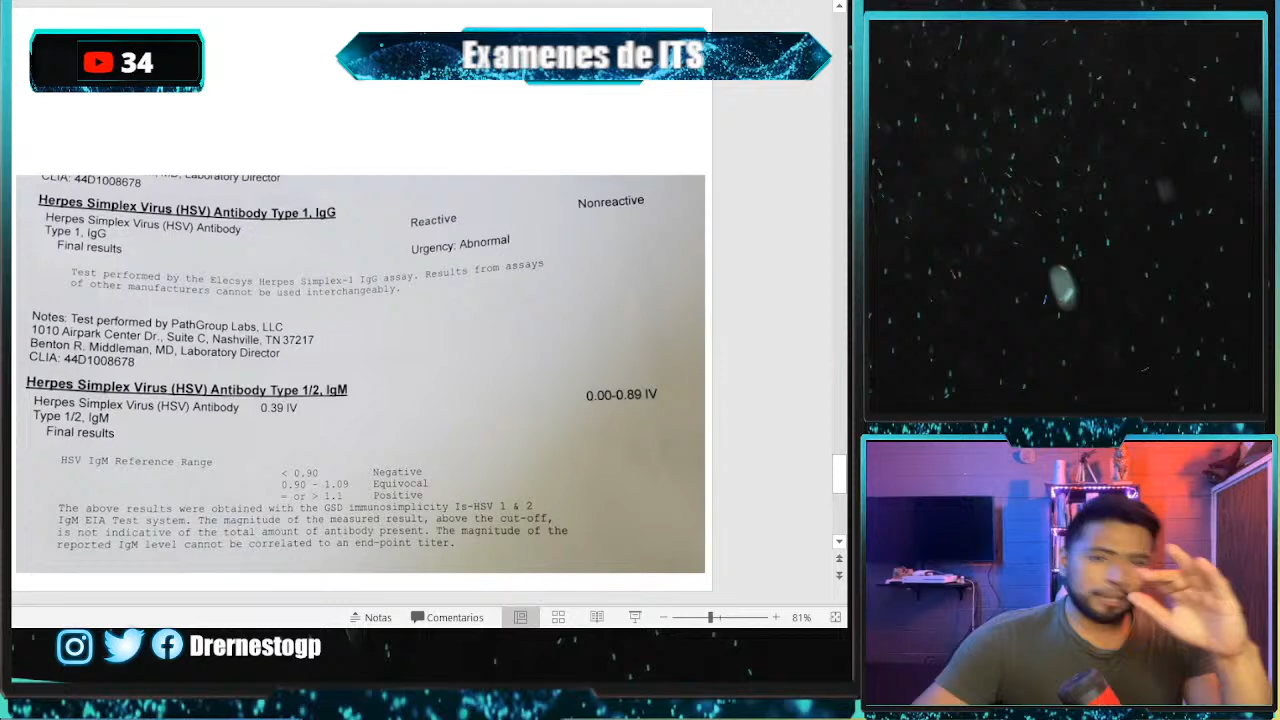 34
Examenes de ITS
CLIA: 44D1008678, MD, Laboratory Director
Herpes Simplex Virus (HSV) Antibody Type 1, IgG
Herpes Simplex Virus (HSV) Antibody Reactive Nonreactive
Type 1, IgG
Final results Urgency: Abnormal
Test performed by the Elecsys Herpes Simplex-1 IgG assay. Results from assays
of other manufacturers cannot be used interchangeably.
Notes: Test performed by PathGroup Labs, LLC
1010 Airpark Center Dr., Suite C, Nashville, TN 37217
Benton R. Middleman, MD, Laboratory Director
CLIA: 44D1008678
Herpes Simplex Virus (HSV) Antibody Type 1/2, IgM
Herpes Simplex Virus (HSV) Antibody 0.39 IV 0.00-0.89 IV
Type 1/2, IgM
Final results
HSV IgM Reference Range
< 0.90 Negative
0.90 - 1.09 Equivocal
= or > 1.1 Positive
The above results were obtained with the GSD immunosimplicity Is-HSV 1 & 2
IgM EIA Test system. The magnitude of the measured result, above the cut-off,
is not indicative of the total amount of antibody present. The magnitude of the
reported IgM level cannot be correlated to an end-point titer.
Notas Comentarios 81%
Drernestogp